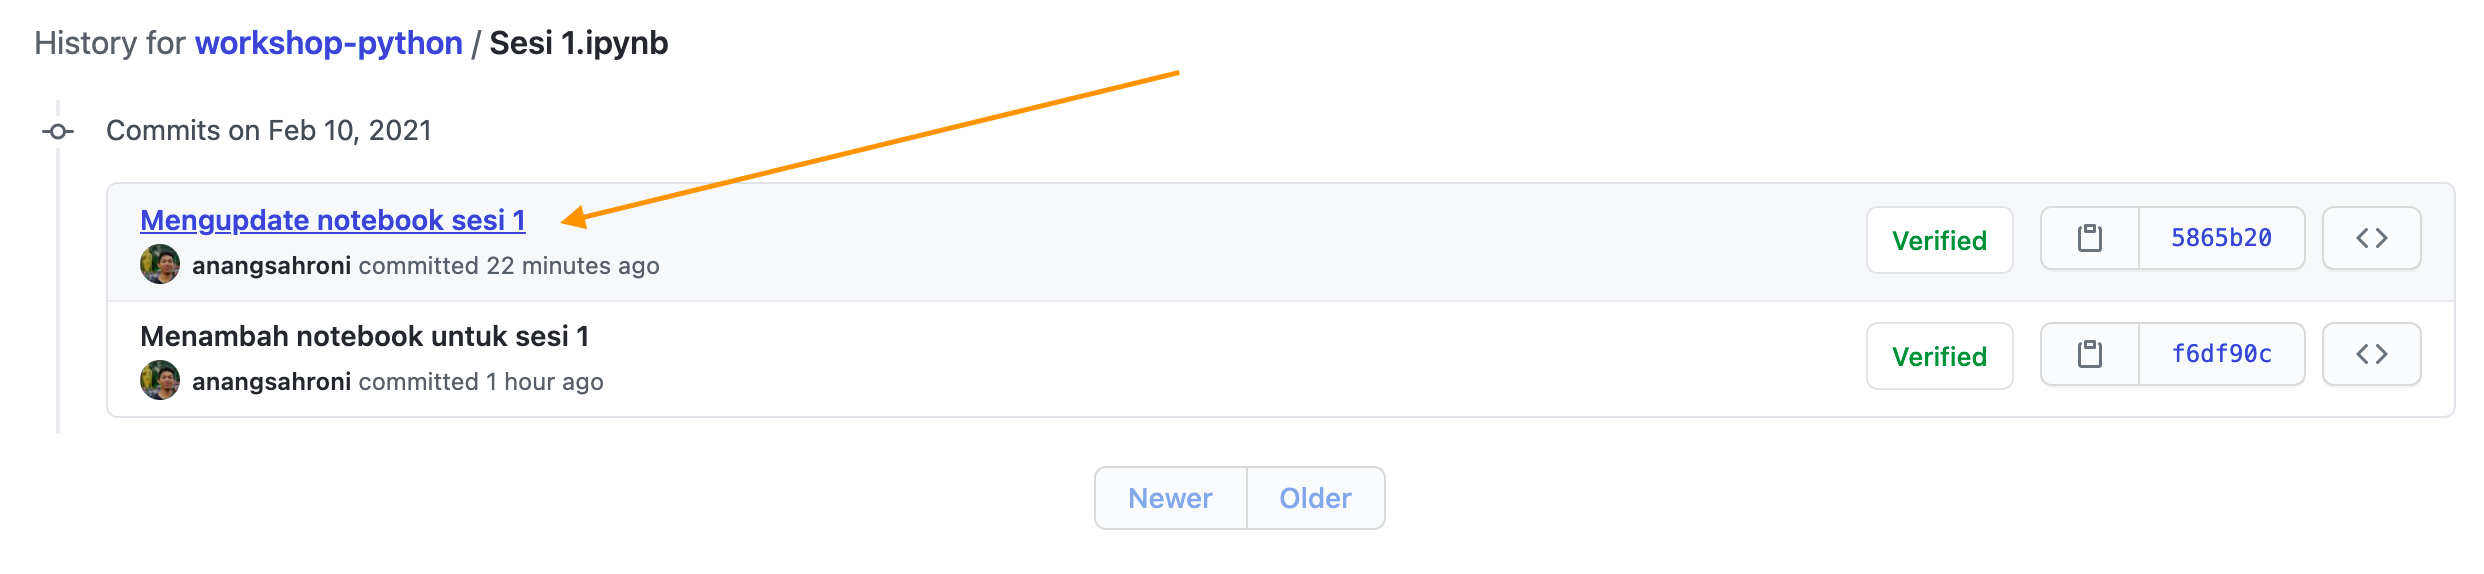 History for workshop-python / Sesi 1.ipynb
Commits on Feb 10, 2021
Mengupdate notebook sesi 1
anangsahroni committed 22 minutes ago
Verified
5865b20
Menambah notebook untuk sesi 1
anangsahroni committed 1 hour ago
Verified
f6df90c
Newer
Older